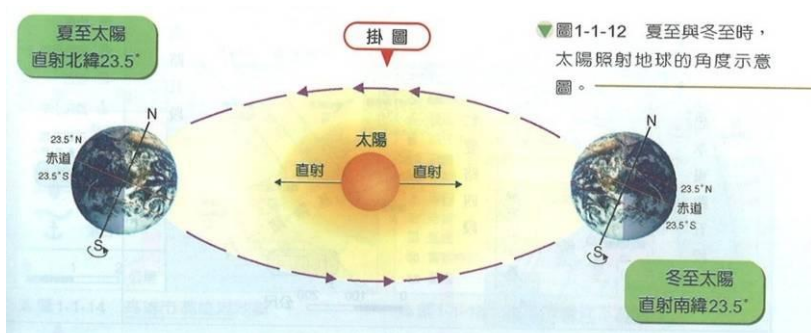 夏至太陽
直射北緯23.5°
掛圖
圖1-1-12 夏至與冬至時，
太陽照射地球的角度示意
圖。
N
23.5°N
赤道
23.5°S
S
太陽
直射
直射
N
23.5°N
赤道
23.5°S
S
冬至太陽
直射南緯23.5°